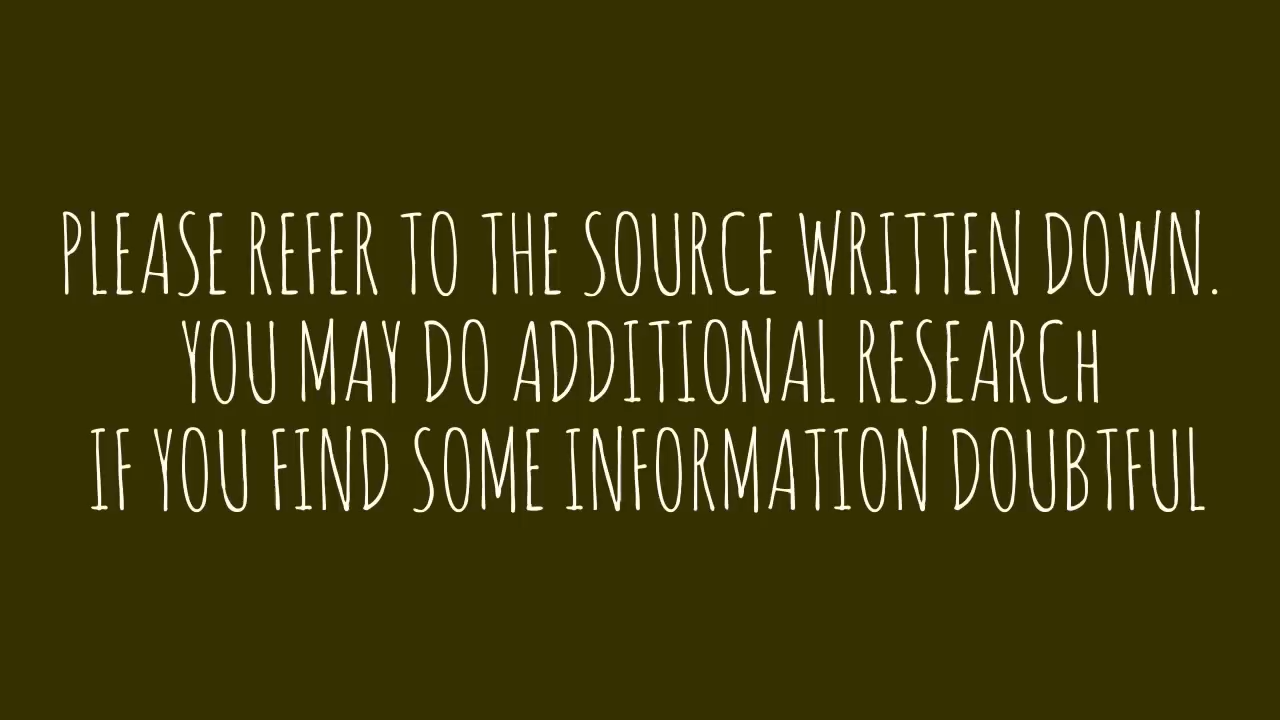 PLEASE REFER TO THE SOURCE WRITTEN DOWN.
YOU MAY DO ADDITIONAL RESEARCH
IF YOU FIND SOME INFORMATION DOUBTFUL